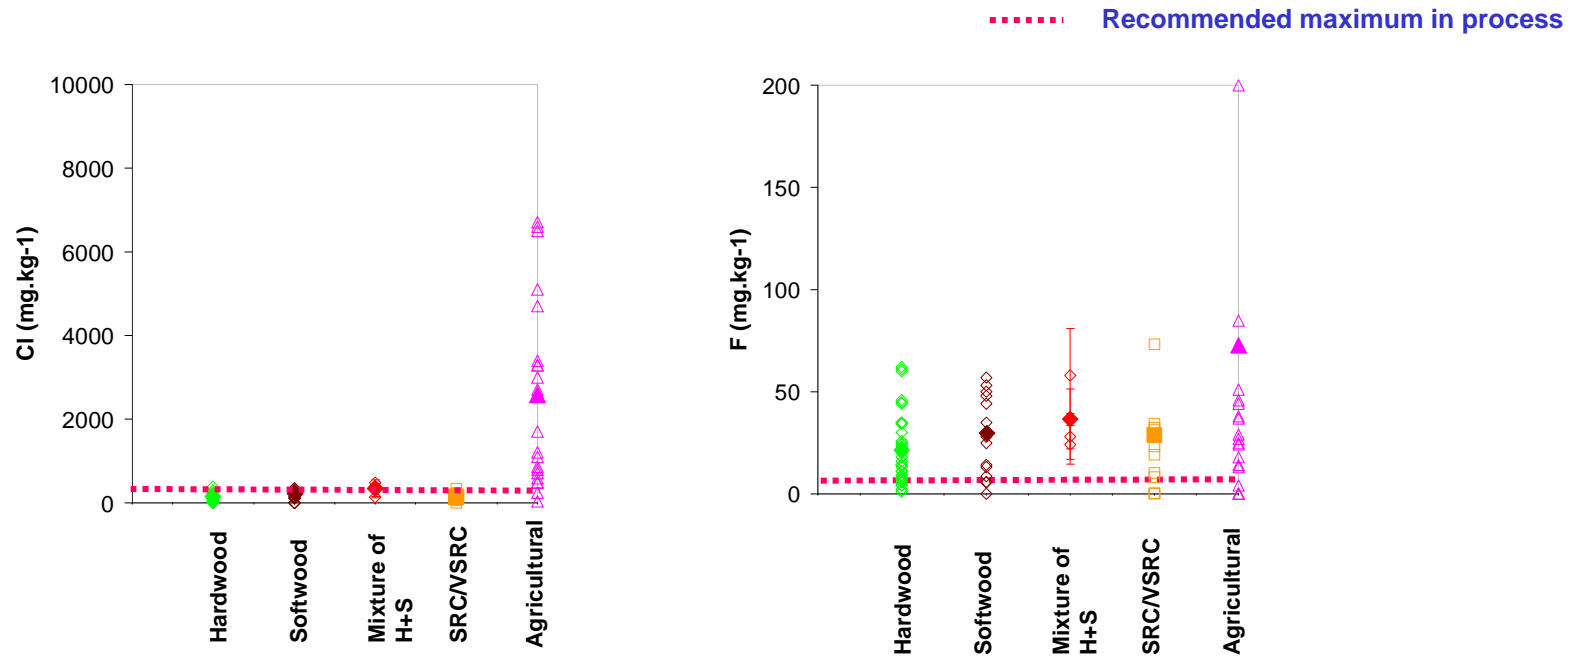 Recommended maximum in process
10000
8000
6000
4000
2000
0
Cl (mg.kg-1)
Hardwood
Softwood
Mixture of
H+S
SRC/VSRC
Agricultural
200
150
100
50
0
F (mg.kg-1)
Hardwood
Softwood
Mixture of
H+S
SRC/VSRC
Agricultural